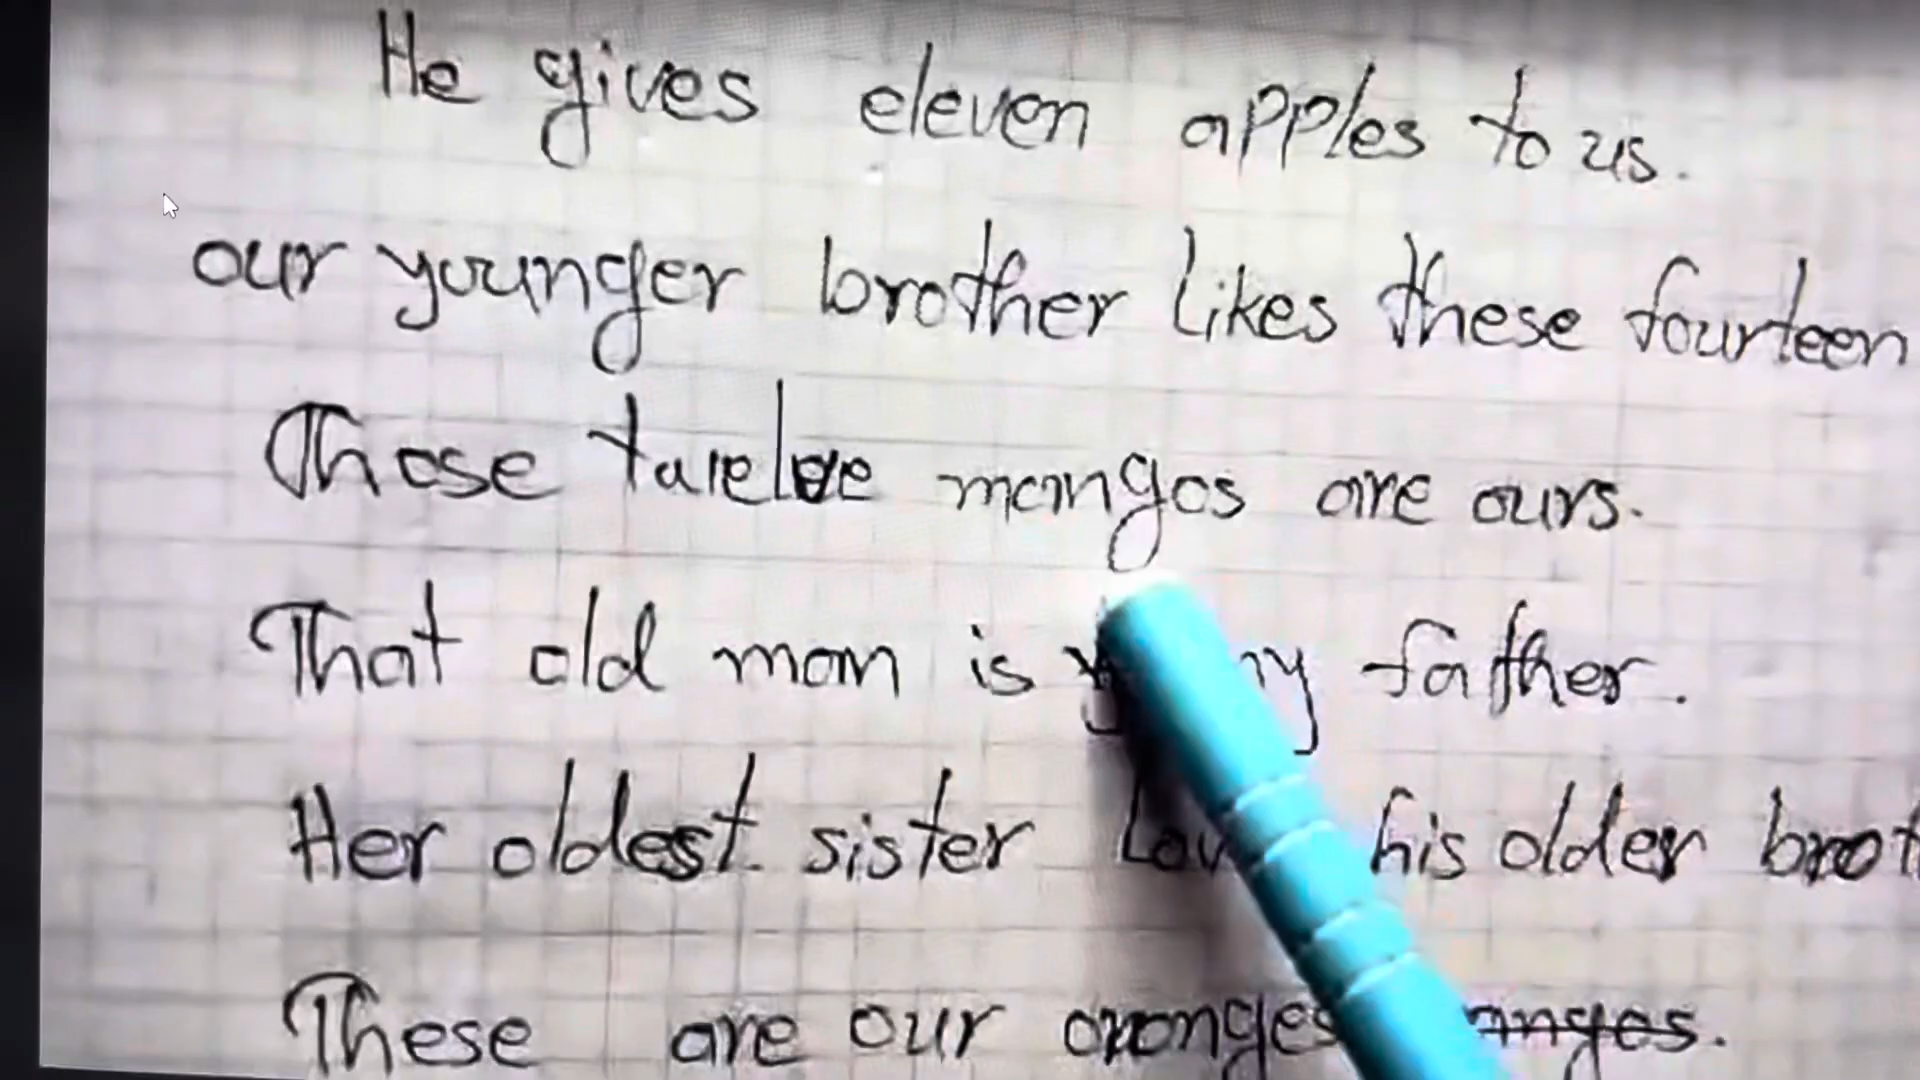 He gives eleven apples to us.
our younger brother likes these fourteen
Those twelve mangos are ours.
That old man is my father.
Her oldest sister his older
These are our oranges